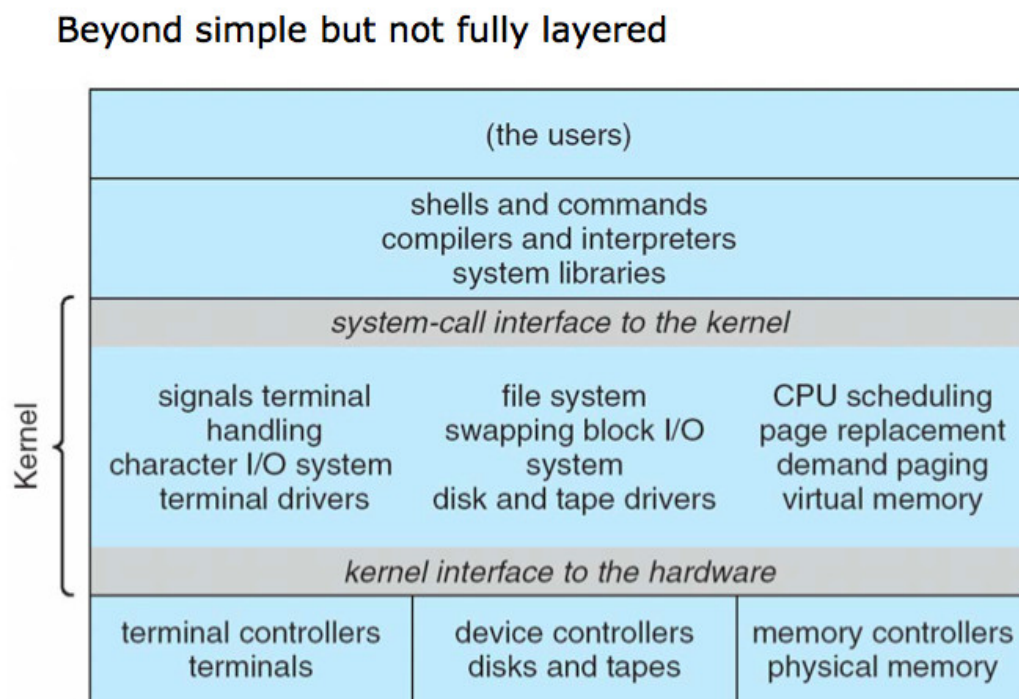 Beyond simple but not fully layered
(the users)
shells and commands
compilers and interpreters
system libraries
system-call interface to the kernel
Kernel
signals terminal
handling
character I/O system
terminal drivers
file system
swapping block I/O
system
disk and tape drivers
CPU scheduling
page replacement
demand paging
virtual memory
kernel interface to the hardware
terminal controllers
terminals
device controllers
disks and tapes
memory controllers
physical memory